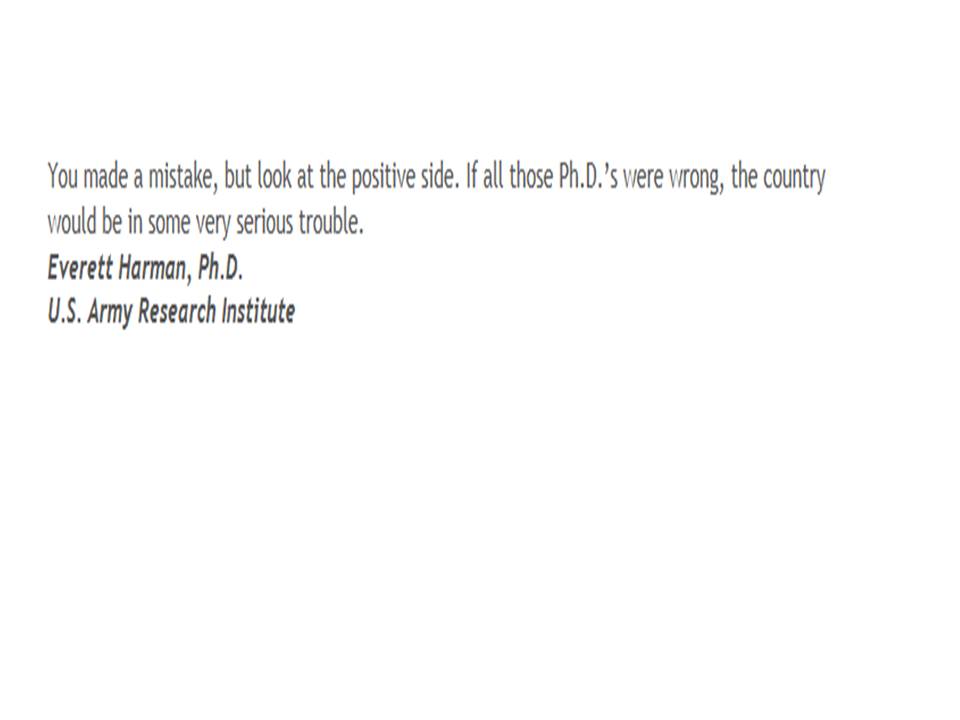 You made a mistake, but look at the positive side. If all those Ph.D.’s were wrong, the country
would be in some very serious trouble.
Everett Harman, Ph.D.
U.S. Army Research Institute